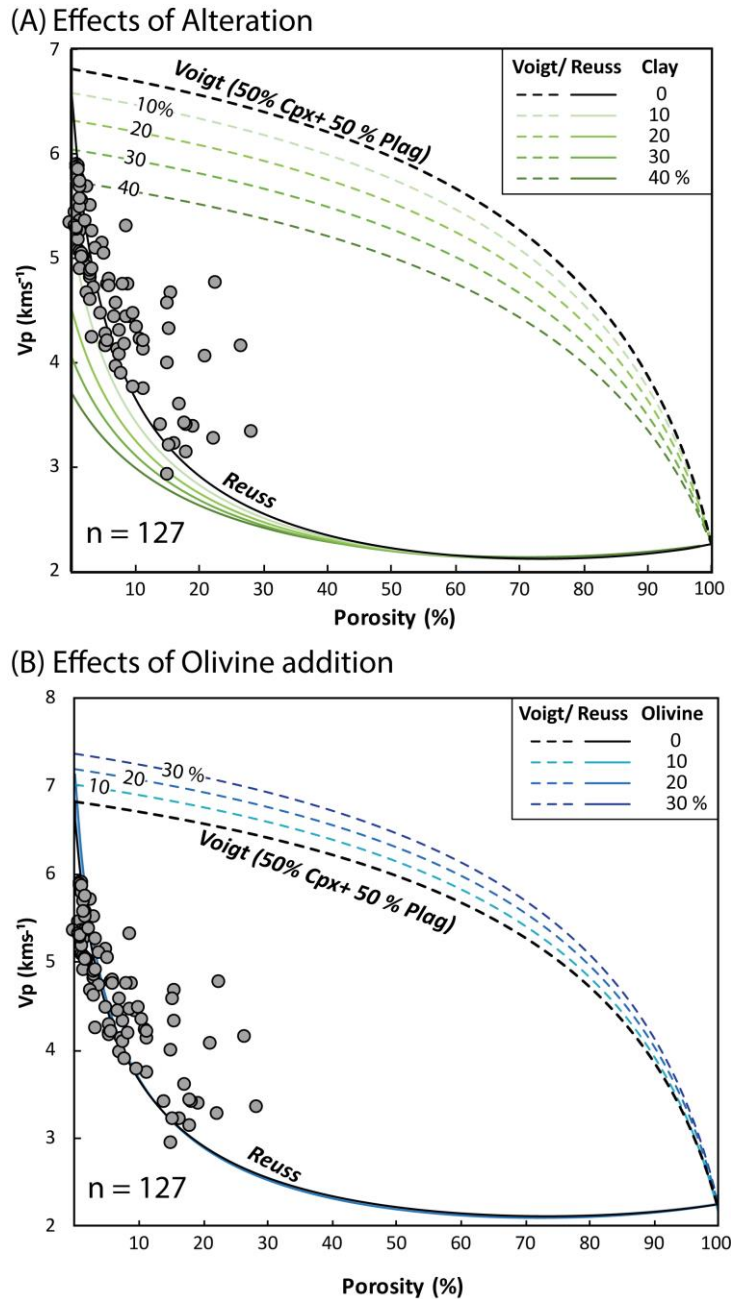 (A) Effects of Alteration
7
Voigt (50% Cpx+ 50 % Plag)
Voigt/ Reuss Clay
0
10
20
30
40 %
10%
20
30
40
6
5
4
3
2
Vp (kms⁻¹)
Reuss
n = 127
10 20 30 40 50 60 70 80 90 100
Porosity (%)
(B) Effects of Olivine addition
8
Voigt/ Reuss Olivine
0
10
20
30 %
30 %
20
10
Voigt (50% Cpx+ 50 % Plag)
7
6
5
4
3
2
Vp (kms-¹)
Reuss
n = 127
10 20 30 40 50 60 70 80 90 100
Porosity (%)